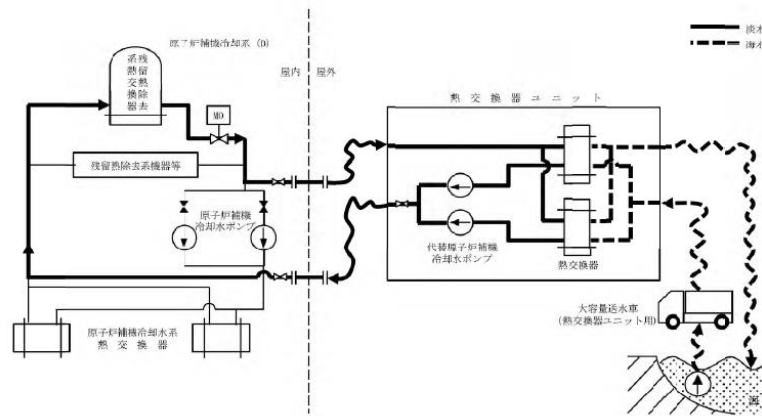 原子炉補機冷却系 (D)
屋内
屋外
淡水
海水
残留熱除去系熱交換器
MO
残留熱除去系機器等
原子炉補機
冷却水ポンプ
原子炉補機冷却水系
熱交換器
熱交換器ユニット
代替原子炉補機
冷却水ポンプ
熱交換器
大容量送水車
(熱交換器ユニット用)